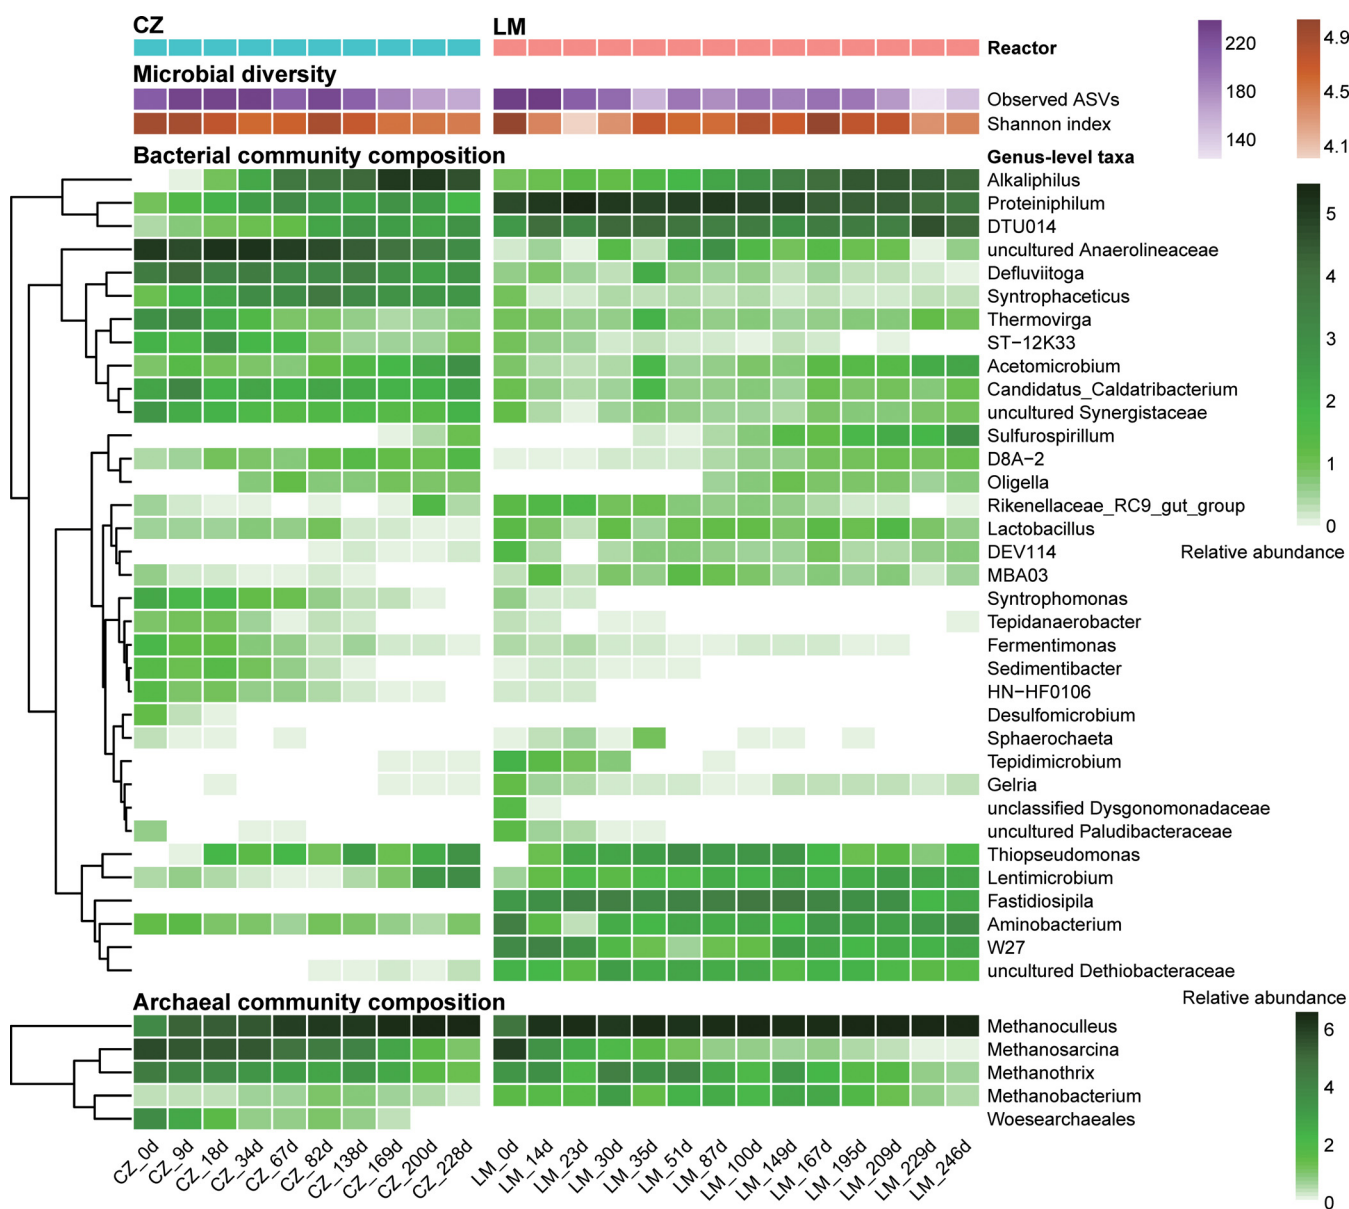 CZ
LM
Reactor
Microbial diversity
Observed ASVs
Shannon index
220
180
140
4.9
4.5
4.1
Bacterial community composition
Genus-level taxa
Alkaliphilus
Proteiniphilum
DTU014
uncultured Anaerolineaceae
Defluviitoga
Syntrophaceticus
Thermovirga
ST−12K33
Acetomicrobium
Candidatus_Caldatribacterium
uncultured Synergistaceae
Sulfurospirillum
D8A−2
Oligella
Rikenellaceae_RC9_gut_group
Lactobacillus
DEV114
MBA03
Syntrophomonas
Tepidanaerobacter
Fermentimonas
Sedimentibacter
HN−HF0106
Desulfomicrobium
Sphaerochaeta
Tepidimicrobium
Gelria
unclassified Dysgonomonadaceae
uncultured Paludibacteraceae
Thiopseudomonas
Lentimicrobium
Fastidiosipila
Aminobacterium
W27
uncultured Dethiobacteraceae
5
4
3
2
1
0
Relative abundance
Archaeal community composition
Methanoculleus
Methanosarcina
Methanothrix
Methanobacterium
Woesearchaeales
Relative abundance
6
4
2
0
CZ_0d
CZ_9d
CZ_18d
CZ_34d
CZ_67d
CZ_82d
CZ_138d
CZ_169d
CZ_200d
CZ_228d
LM_0d
LM_14d
LM_23d
LM_30d
LM_35d
LM_51d
LM_87d
LM_100d
LM_149d
LM_167d
LM_195d
LM_209d
LM_229d
LM_246d